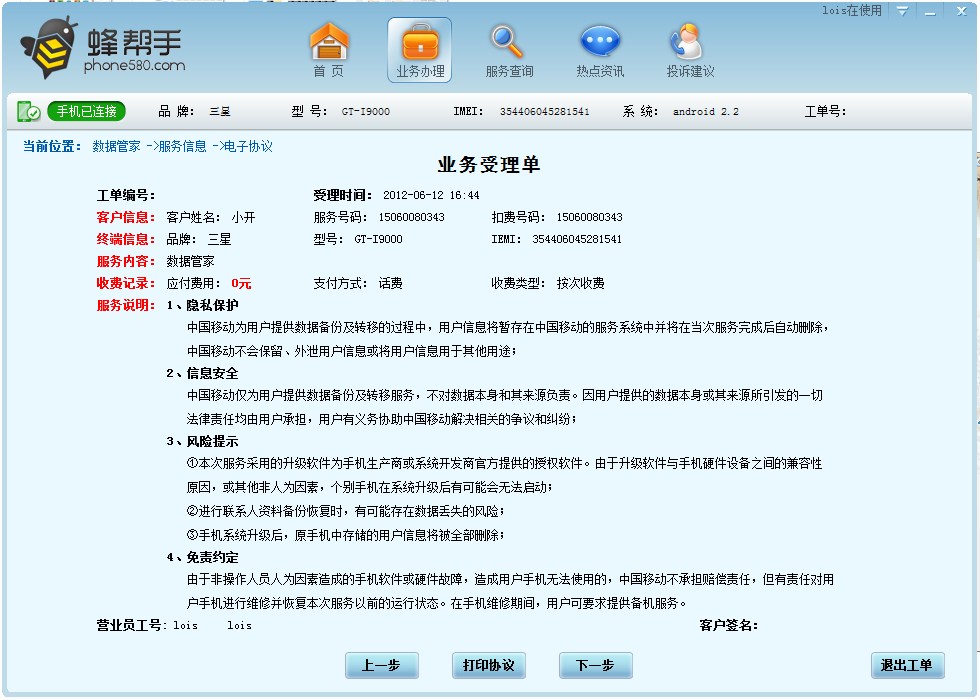 lois在使用
蜂帮手
phone580.com
首 页 业务办理 服务查询 热点资讯 投诉建议
手机已连接 品 牌： 三星 型 号： GT-I9000 IMEI： 354406045281541 系 统： android 2.2 工单号：
当前位置： 数据管家 ->服务信息 ->电子协议
业务受理单
工单编号： 受理时间： 2012-06-12 16:44
客户信息： 客户姓名： 小开 服务号码： 15060080343 扣费号码： 15060080343
终端信息： 品牌： 三星 型号： GT-I9000 IEMI： 354406045281541
服务内容： 数据管家
收费记录： 应付费用： 0元 支付方式： 话费 收费类型： 按次收费
服务说明： 1、隐私保护
中国移动为用户提供数据备份及转移的过程中，用户信息将暂存在中国移动的服务系统中并将在当次服务完成后自动删除，
中国移动不会保留、外泄用户信息或将用户信息用于其他用途；
2、信息安全
中国移动仅为用户提供数据备份及转移服务，不对数据本身和其来源负责。因用户提供的数据本身或其来源所引发的一切
法律责任均由用户承担，用户有义务协助中国移动解决相关的争议和纠纷；
3、风险提示
①本次服务采用的升级软件为手机生产商或系统开发商官方提供的授权软件。由于升级软件与手机硬件设备之间的兼容性
原因，或其他非人为因素，个别手机在系统升级后有可能会无法启动；
②进行联系人资料备份恢复时，有可能存在数据丢失的风险；
③手机系统升级后，原手机中存储的用户信息将被全部删除；
4、免责约定
由于非操作人员人为因素造成的手机软件或硬件故障，造成用户手机无法使用的，中国移动不承担赔偿责任，但有责任对用
户手机进行维修并恢复本次服务以前的运行状态。在手机维修期间，用户可要求提供备机服务。
营业员工号： lois lois 客户签名：
上一步 打印协议 下一步 退出工单